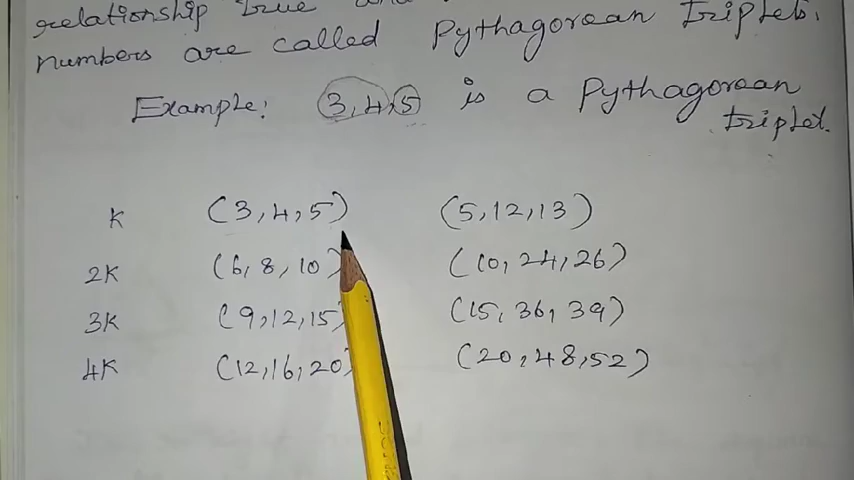 relationship true and
numbers are called Pythagorean triplets.
Example: 3,4,5 is a Pythagorean
triplet.
K (3,4,5) (5,12,13)
2K (6,8,10) (10,24,26)
3K (9,12,15) (15,36,39)
4K (12,16,20) (20,48,52)